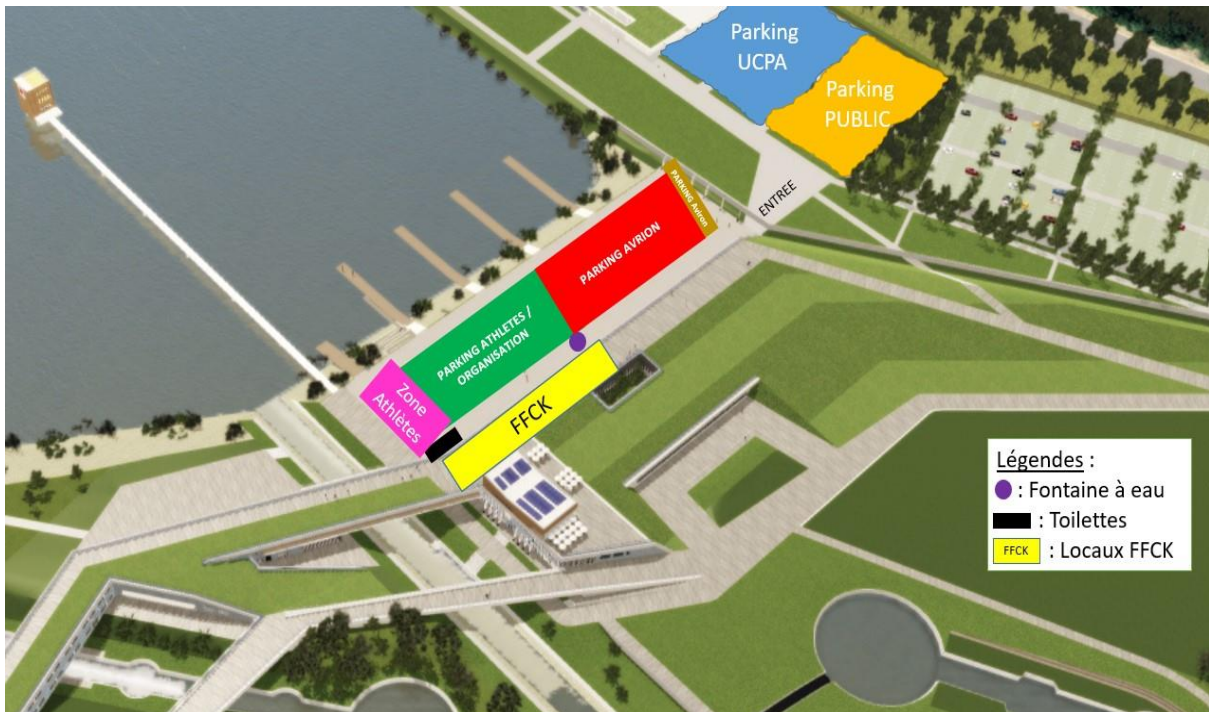 Parking
UCPA
Parking
PUBLIC
ENTREE
PARKING Aviron
PARKING AVRION
PARKING ATHLETES /
ORGANISATION
Zone
Athlètes
FFCK
Légendes :
: Fontaine à eau
: Toilettes
FFCK : Locaux FFCK